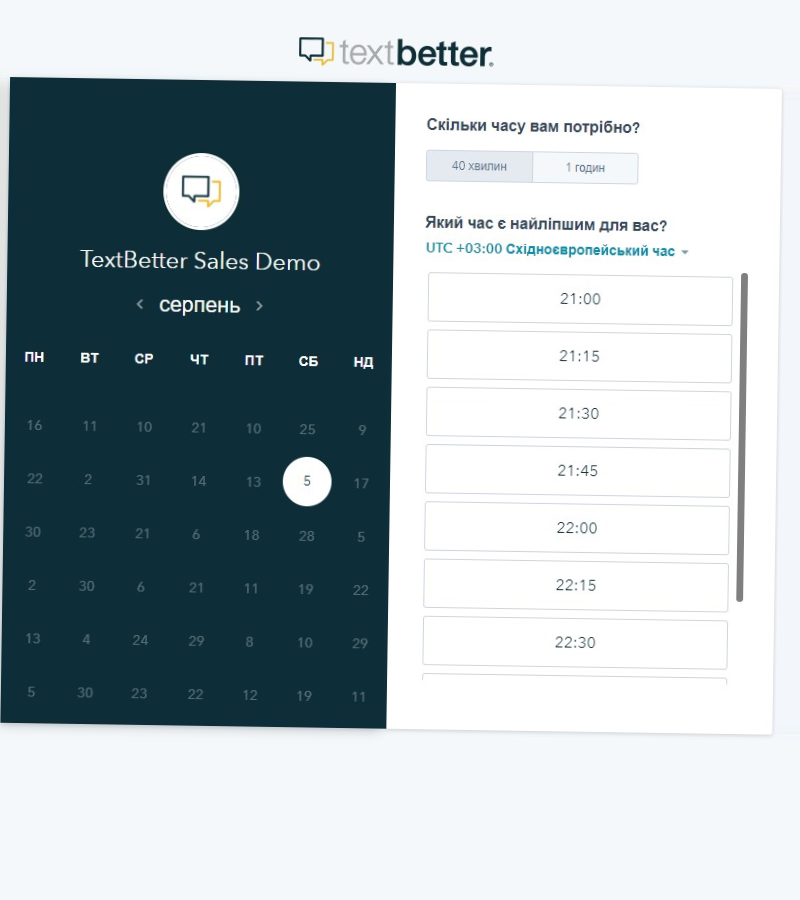 textbetter.
TextBetter Sales Demo
серпень
ПН ВТ СР ЧТ ПТ СБ НД
16 11 10 21 10 25 9
22 2 31 14 13 5 17
30 23 21 6 18 28 5
2 30 6 21 11 19 22
13 4 24 29 8 10 29
5 30 23 22 12 19 11
Скільки часу вам потрібно?
40 хвилин 1 годин
Який час є найліпшим для вас?
UTC +03:00 Східноєвропейський час
21:00
21:15
21:30
21:45
22:00
22:15
22:30